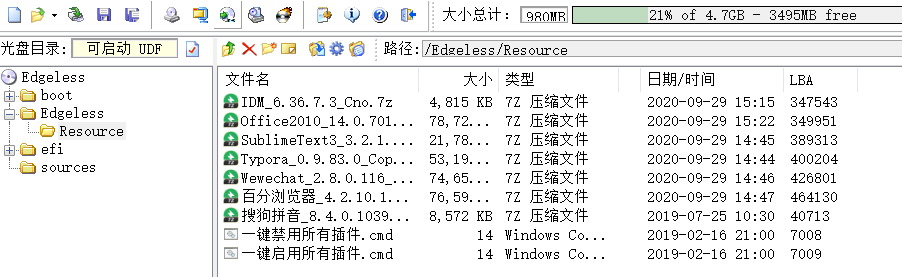 大小总计: 980MB 21% of 4.7GB - 3495MB free
光盘目录: 可启动 UDF 路径: /Edgeless/Resource
Edgeless
boot
Edgeless
Resource
efi
sources
文件名 大小 类型 日期/时间 LBA
IDM_6.36.7.3_Cno.7z 4,815 KB 7Z 压缩文件 2020-09-29 15:15 347543
Office2010_14.0.701... 78,72... 7Z 压缩文件 2020-09-29 15:22 349951
SublimeText3_3.2.1.... 21,78... 7Z 压缩文件 2020-09-29 14:45 389313
Typora_0.9.83.0_Cop... 53,19... 7Z 压缩文件 2020-09-29 14:44 400204
Wewechat_2.8.0.116_... 74,65... 7Z 压缩文件 2020-09-29 14:46 426801
百分浏览器_4.2.10.1... 76,59... 7Z 压缩文件 2020-09-29 14:47 464130
搜狗拼音_8.4.0.1039... 8,572 KB 7Z 压缩文件 2019-07-25 10:30 40713
一键禁用所有插件.cmd 14 Windows Co... 2019-02-16 21:00 7008
一键启用所有插件.cmd 14 Windows Co... 2019-02-16 21:00 7009